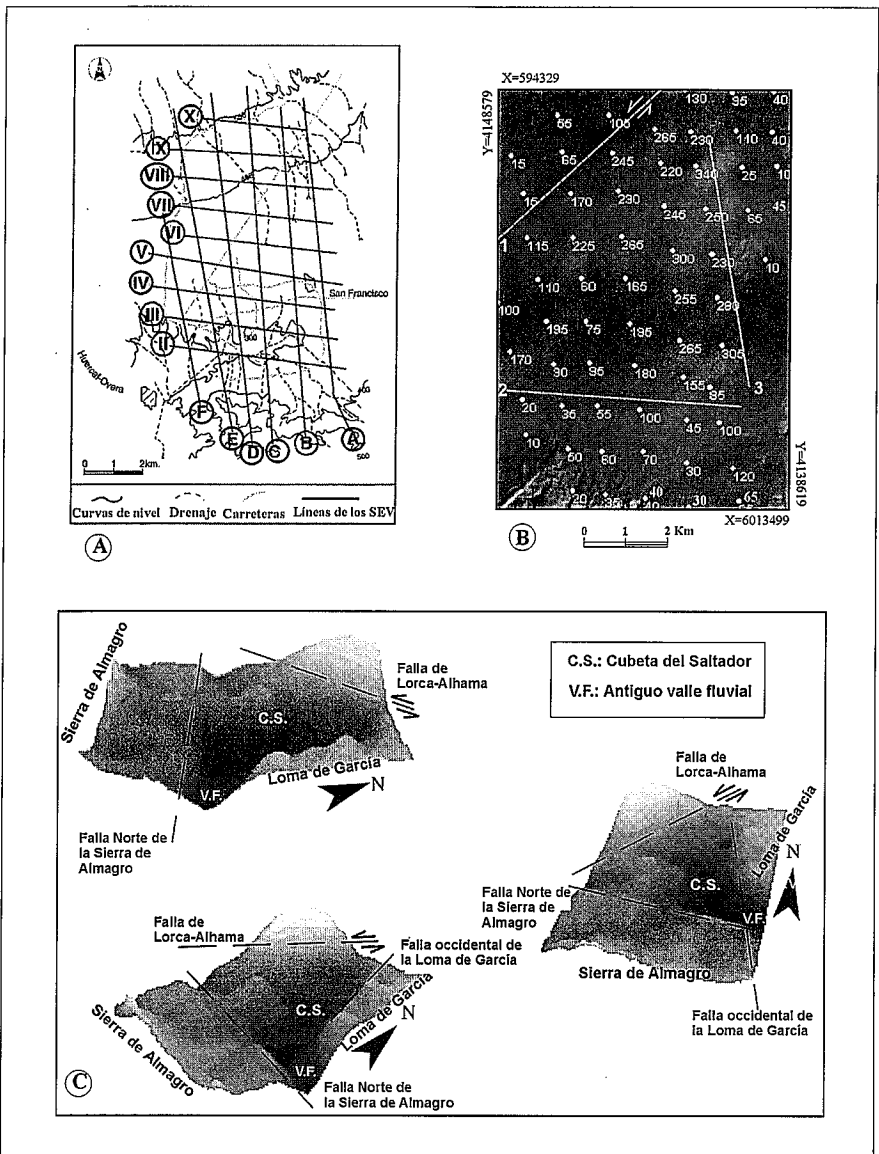 X
IX
VIII
VII
VI
V
IV
III
II
San Francisco
300
Huercal-Overa
400
500
F
E
D
C
B
A
0 1 2km.
Curvas de nivel Drenaje Carreteras Líneas de los SEV
A
X=594329
Y=4148579
130 95 40
55 105
265 230 110 40
15 65 245 220 340 25 10
15 170 230 245 250 65 45
1 115 225 265 300 230 10
110 60 165 255 280
100
195 75 195 265 305
170 30 95 180 155 85 3
2
20 35 55 100 45 100
10 50 60 70 30 120
20 35 40 30 65
Y=4138619
X=6013499
B
0 1 2 Km
C.S.: Cubeta del Saltador
V.F.: Antiguo valle fluvial
Sierra de Almagro
Falla de
Lorca-Alhama
C.S.
Loma de García
N
V.F.
Falla Norte de
la Sierra de
Almagro
Falla de
Lorca-Alhama
Loma de García
N
C.S.
Falla Norte de
la Sierra de
Almagro
V.F.
Sierra de Almagro
Falla occidental de
la Loma de García
Falla de
Lorca-Alhama
Falla occidental de
la Loma de García
C.S.
Loma de García
N
Sierra de Almagro
V.F.
Falla Norte de
la Sierra de Almagro
C